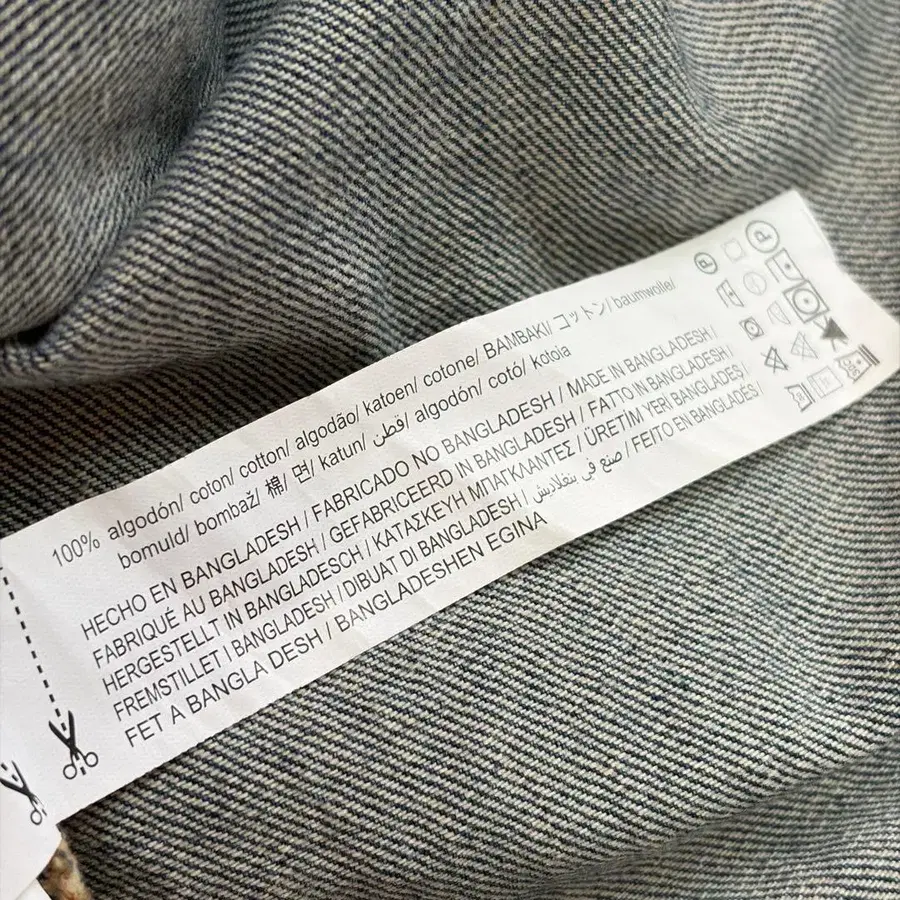 100% algodón/ coton/ cotton/ algodão/ katoen/ cotone/ BAMBAKI/ コットン/ baumwolle/
bomuld/ bombaž/ 棉/ 면/ katun/ قطن/ algodón/ cotó/ kotoia
HECHO EN BANGLADESH / FABRICADO NO BANGLADESH / MADE IN BANGLADESH /
FABRIQUÉ AU BANGLADESH / GEFABRICEERD IN BANGLADESH / FATTO IN BANGLADESH /
HERGESTELLT IN BANGLADESCH / ΚΑΤΑΣΚΕΥΗ ΜΠΑΓΚΛΑΝΤΕΣ / ÜRETİM YERİ BANGLADEŞ /
FREMSTILLET I BANGLADESH / DIBUAT DI BANGLADESH / صنع في بنغلاديش / FEITO EN BANGLADÉS /
FET A BANGLA DESH / BANGLADESHEN EGINA
P
P